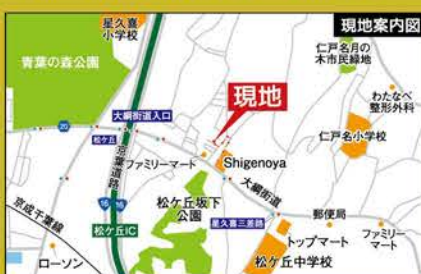 現地案内図
星久喜
小学校
青葉の森公園
仁戸名月の
木市民緑地
わたなべ
整形外科
大網街道入口
現地
仁戸名小学校
20
松ケ丘
京葉道路
ファミリーマート
Shigenoya
大網街道
京成千葉線
16
16
松ケ丘坂下
公園
星久喜三差路
郵便局
松ケ丘IC
トップマート
ファミリー
マート
ローソン
松ケ丘中学校